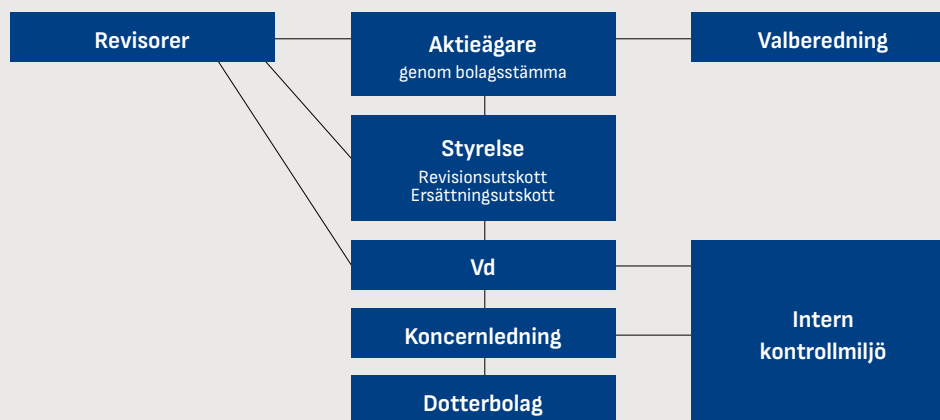 Revisorer
Aktieägare
genom bolagsstämma
Valberedning
Styrelse
Revisionsutskott
Ersättningsutskott
Vd
Koncernledning
Intern
kontrollmiljö
Dotterbolag